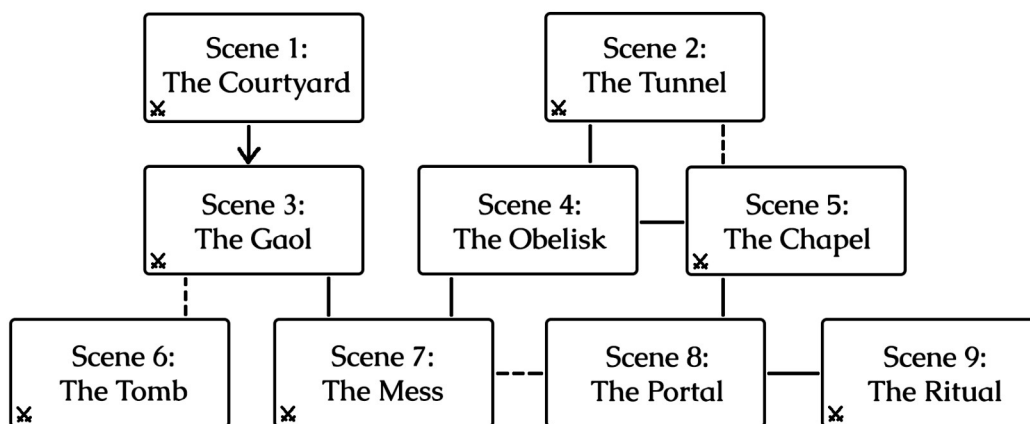 Scene 1:
The Courtyard
Scene 2:
The Tunnel
Scene 3:
The Gaol
Scene 4:
The Obelisk
Scene 5:
The Chapel
Scene 6:
The Tomb
Scene 7:
The Mess
Scene 8:
The Portal
Scene 9:
The Ritual